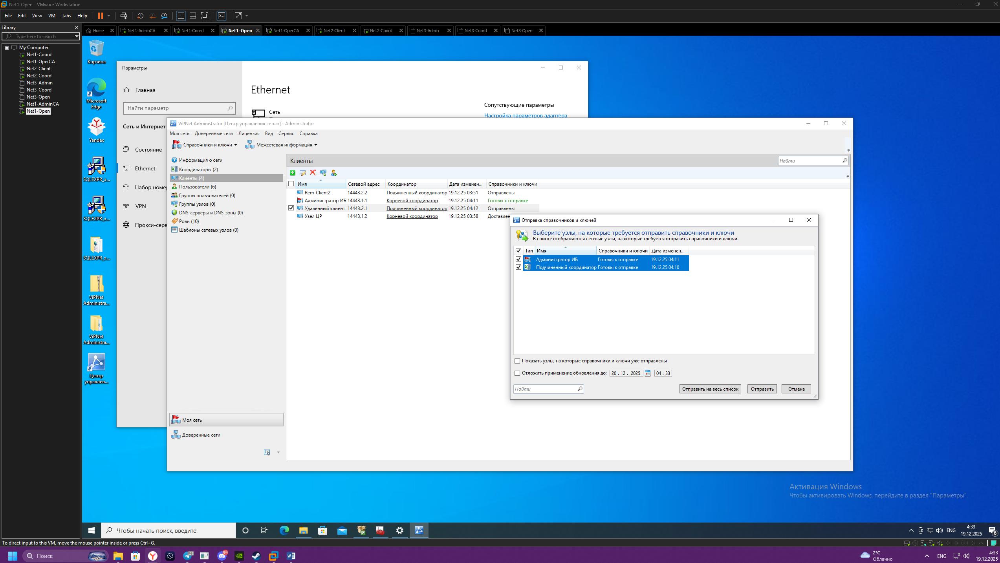 Net1-Open - VMware Workstation
File Edit View VM Tabs Help
Library
Type here to search
My Computer
Net1-Coord
Net1-OperCA
Net2-Client
Net2-Coord
Net3-Admin
Net3-Coord
Net3-Open
Net1-AdminCA
Net1-Open
Home Net1-AdminCA Net1-Coord Net1-Open Net1-OperCA Net2-Client Net2-Coord Net3-Admin Net3-Coord Net3-Open
Корзина
Microsoft
Edge
Yandex
SQLEXPR_x...
SQLEXPR_x...
SQLEXPR_x...
ViPNet
Administra...
ViPNet
Administra...
Центр
управлен...
Параметры
Главная
Найти параметр
Сеть и Интернет
Состояние
Ethernet
Набор номе
VPN
Прокси-серв
Ethernet
Сеть
Сопутствующие параметры
Настройка параметров адаптера
ViPNet Administrator [Центр управления сетью] - Administrator
Моя сеть Доверенные сети Лицензия Вид Сервис Справка
Справочники и ключи Межсетевая информация
Информация о сети
Координаторы (2)
Клиенты (4)
Пользователи (6)
Группы пользователей (0)
Группы узлов (0)
DNS-серверы и DNS-зоны (0)
Роли (10)
Шаблоны сетевых узлов (0)
Моя сеть
Доверенные сети
Клиенты
Найти
Имя Сетевой адрес Координатор Дата изменен... Справочники и ключи
Rem_Client2 14443.2.2 Подчиненный координатор 19.12.25 03:51 Отправлены
Администратор ИБ 14443.1.1 Корневой координатор 19.12.25 04:11 Готовы к отправке
Удаленный клиент 14443.2.1 Подчиненный координатор 19.12.25 04:12 Отправлены
Узел ЦР 14443.1.2 Корневой координатор 19.12.25 03:58 Доставлен
Отправка справочников и ключей
Выберите узлы, на которые требуется отправить справочники и ключи
В списке отображаются сетевые узлы, на которые требуется отправить справочники и ключи.
Тип Имя Справочники и ключи Дата изменен...
Администратор ИБ Готовы к отправке 19.12.25 04:11
Подчиненный координатор Готовы к отправке 19.12.25 04:10
Показать узлы, на которые справочники и ключи уже отправлены
Отложить применение обновления до: 20 . 12 . 2025 04 : 33
Найти
Отправить на весь список Отправить Отмена
Активация Windows
Чтобы активировать Windows, перейдите в раздел "Параметры".
Чтобы начать поиск, введите
ENG
4:33
19.12.2025
6
To direct input to this VM, move the mouse pointer inside or press Ctrl+G.
Поиск
23
9+
2°C
Облачно
ENG
4:33
19.12.2025